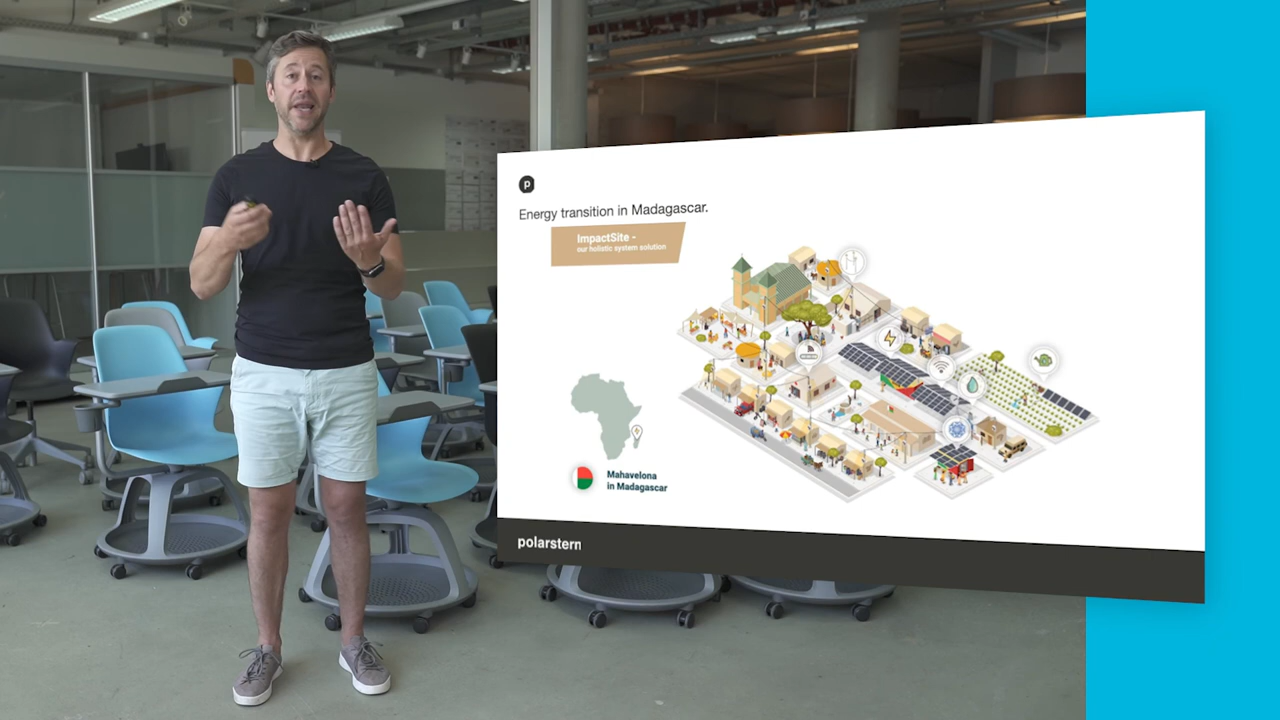 p
Energy transition in Madagascar.
ImpactSite -
our holistic system solution
Mahavelona
in Madagascar
polarstern